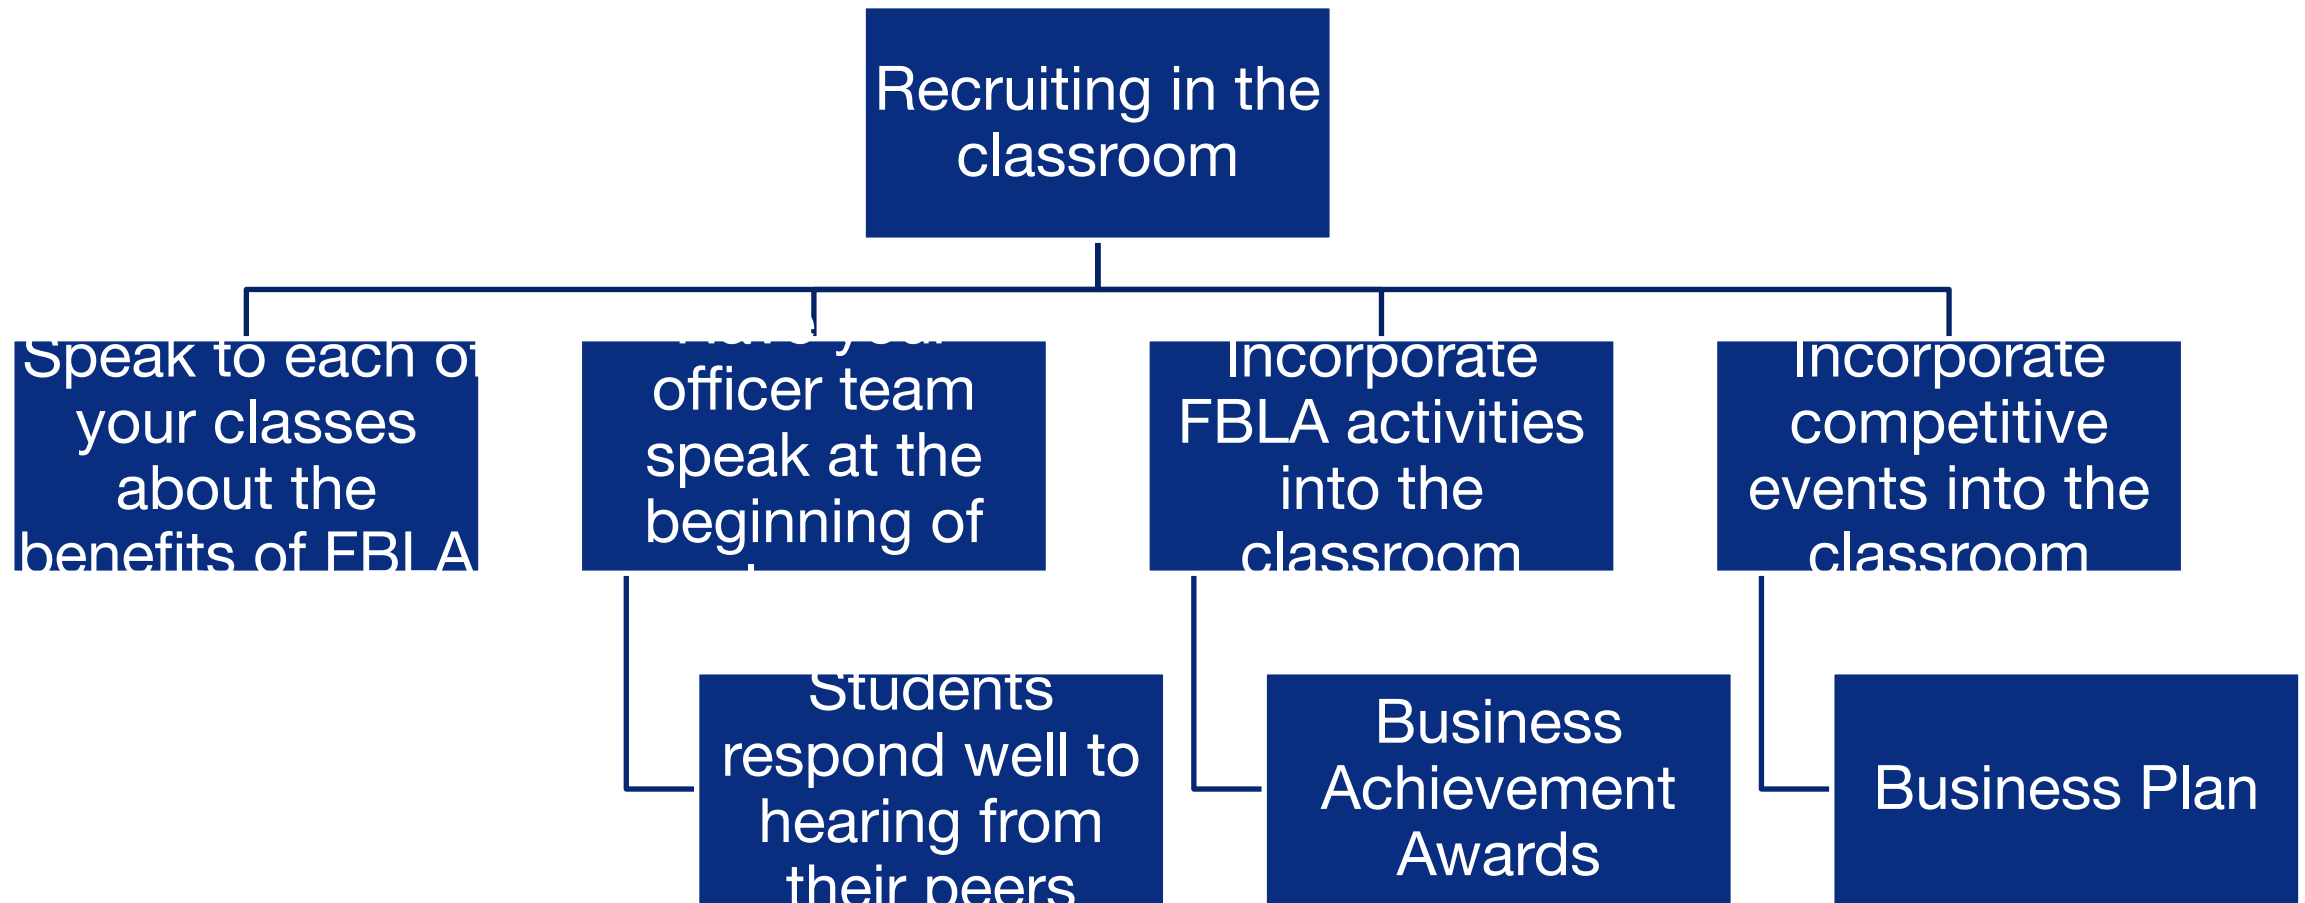 Recruiting in the
classroom
Speak to each of
your classes
about the
benefits of FBLA
Have your
officer team
speak at the
beginning of
Incorporate
FBLA activities
into the
classroom
Incorporate
competitive
events into the
classroom
Students
respond well to
hearing from
their peers
Business
Achievement
Awards
Business Plan